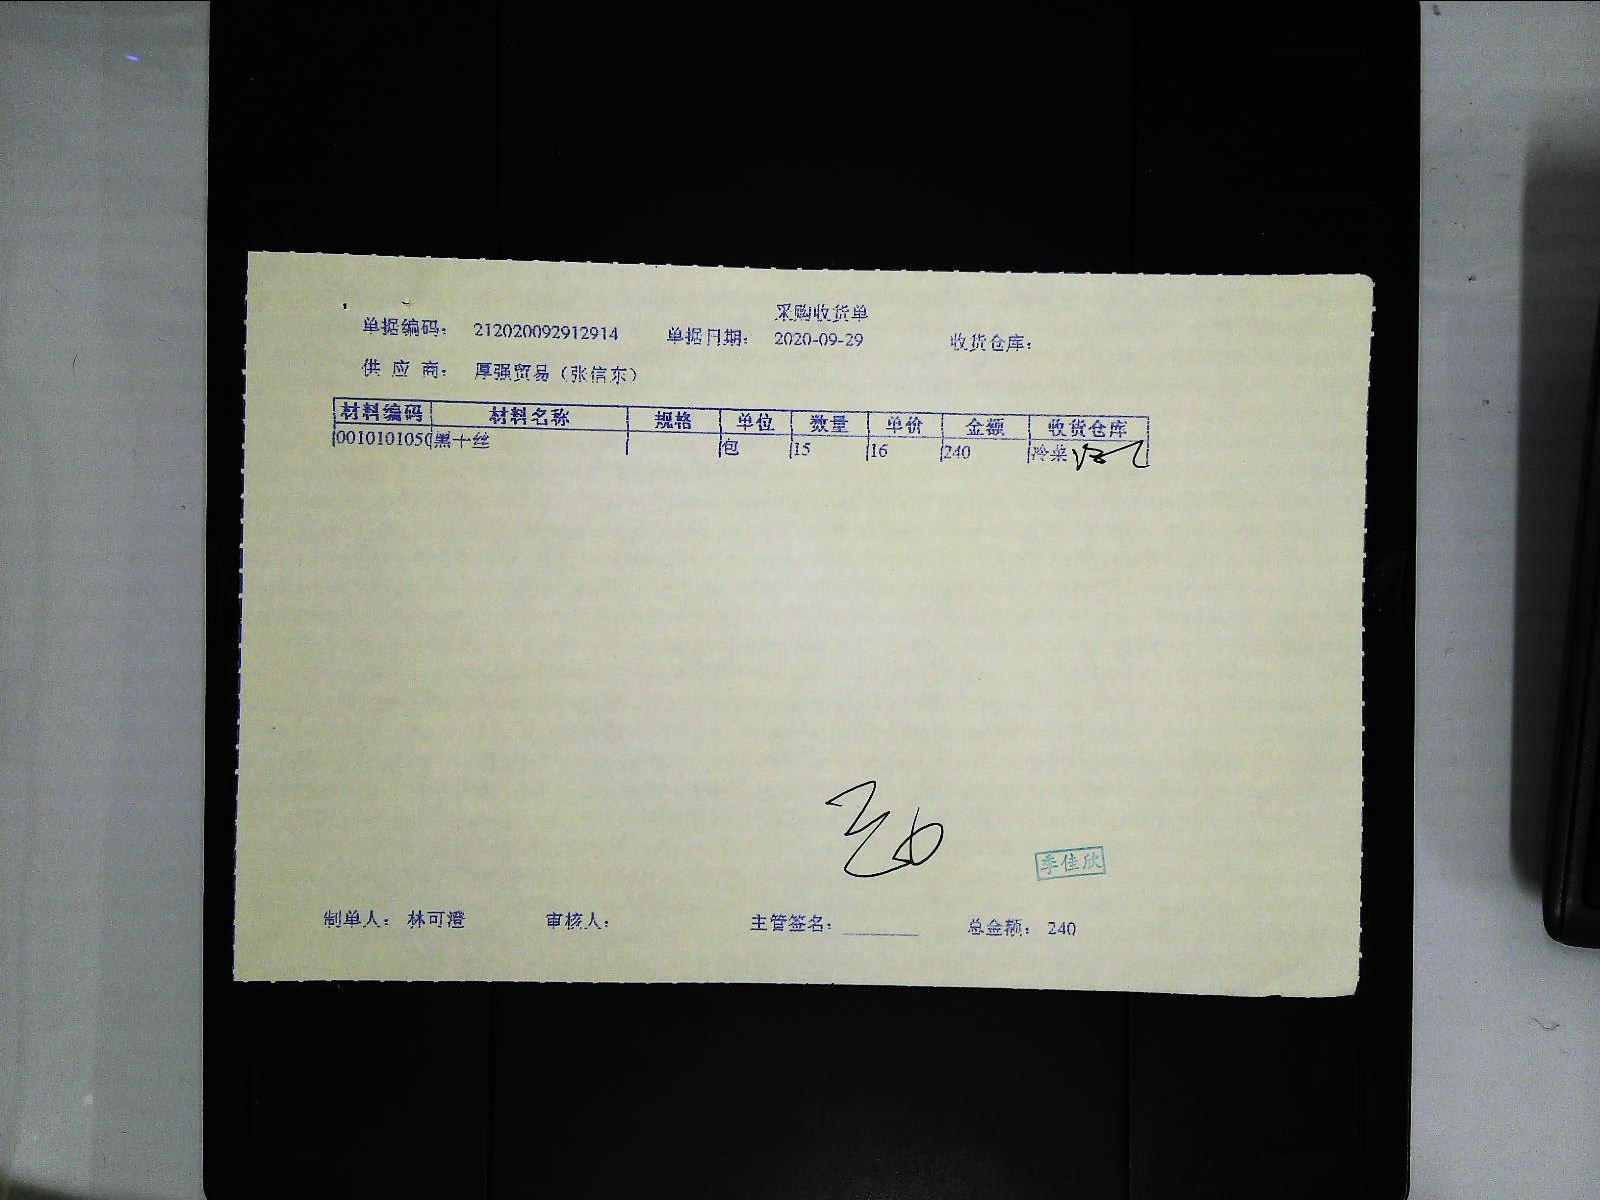 采购收货单
单据编码: 212020092912914 单据日期: 2020-09-29 收货仓库:
供 应 商: 厚强贸易（张信东）
材料编码 材料名称 规格 单位 数量 单价 金额 收货仓库
001010105 黑千丝 包 15 16 240 冷菜
季佳欣
制单人: 林可澄 审核人: 主管签名: 总金额: 240